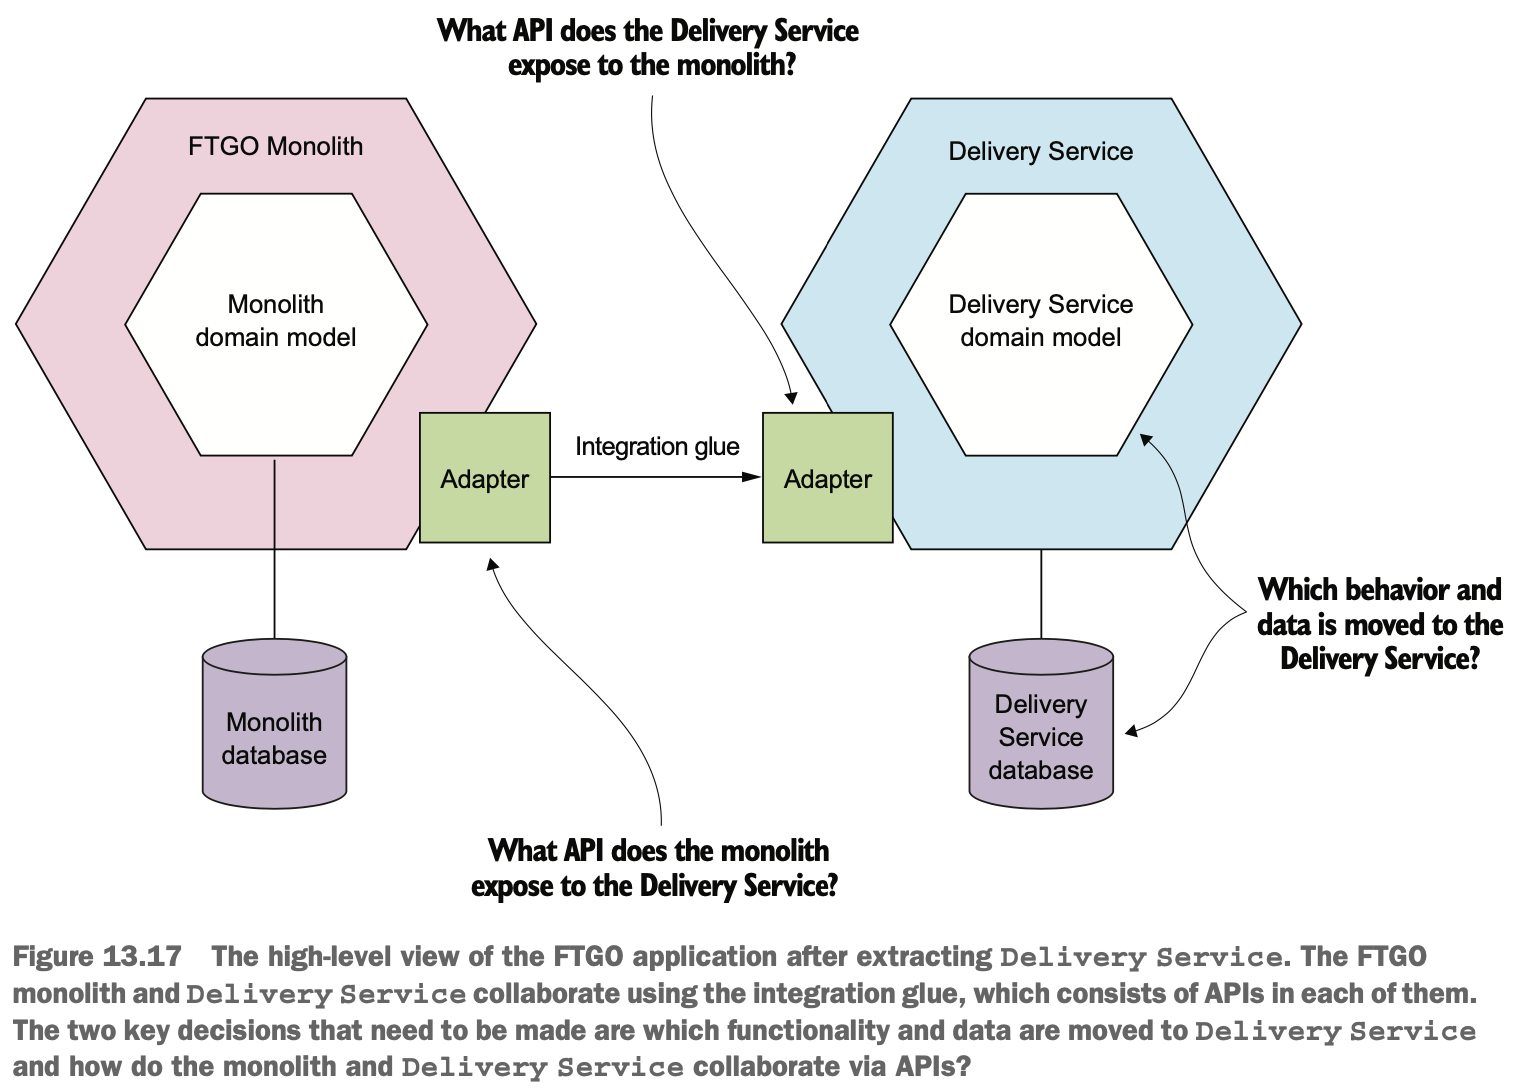 What API does the Delivery Service
expose to the monolith?
FTGO Monolith
Delivery Service
Monolith
domain model
Delivery Service
domain model
Integration glue
Adapter
Adapter
Which behavior and
data is moved to the
Delivery Service?
Monolith
database
Delivery
Service
database
What API does the monolith
expose to the Delivery Service?
Figure 13.17 The high-level view of the FTGO application after extracting Delivery Service. The FTGO
monolith and Delivery Service collaborate using the integration glue, which consists of APIs in each of them.
The two key decisions that need to be made are which functionality and data are moved to Delivery Service
and how do the monolith and Delivery Service collaborate via APIs?